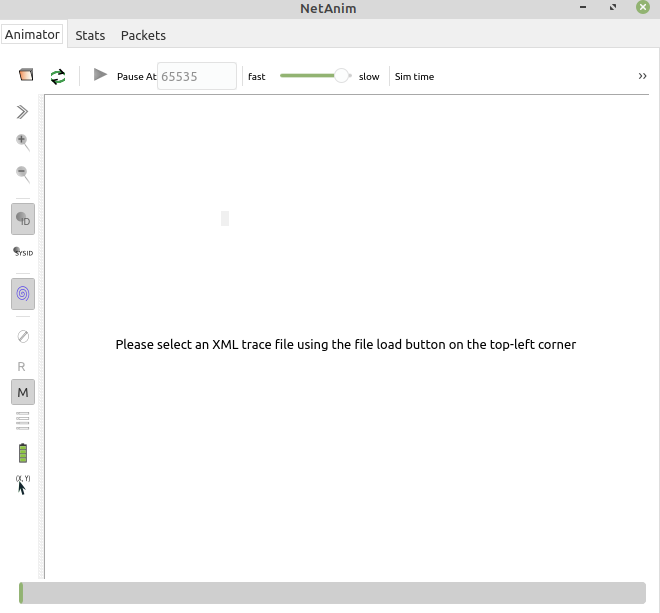 NetAnim
Animator Stats Packets
Pause At 65535 fast slow Sim time »
ID
SYSID
R
M
Please select an XML trace file using the file load button on the top-left corner
(X, Y)